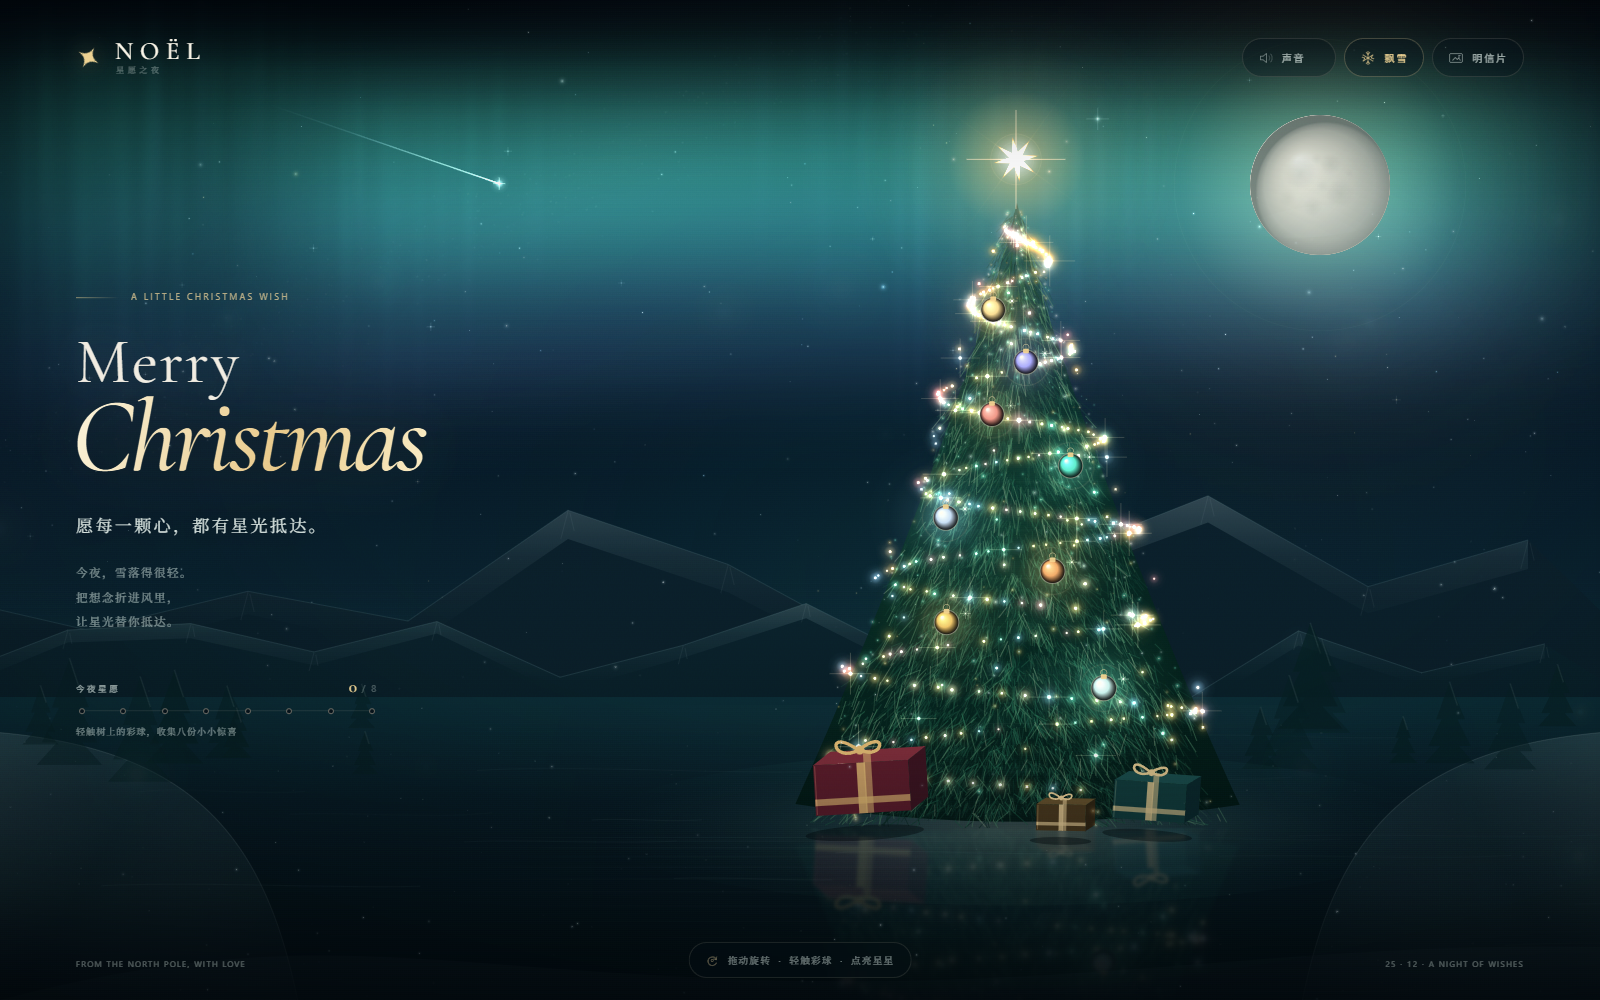 NOËL
星愿之夜
声音
飘雪
明信片
A LITTLE CHRISTMAS WISH
Merry
Christmas
愿每一颗心，都有星光抵达。
今夜，雪落得很轻。
把想念折进风里，
让星光替你抵达。
今夜星愿
0 / 8
轻触树上的彩球，收集八份小小惊喜
拖动旋转 · 轻触彩球 · 点亮星星
FROM THE NORTH POLE, WITH LOVE
25 · 12 · A NIGHT OF WISHES